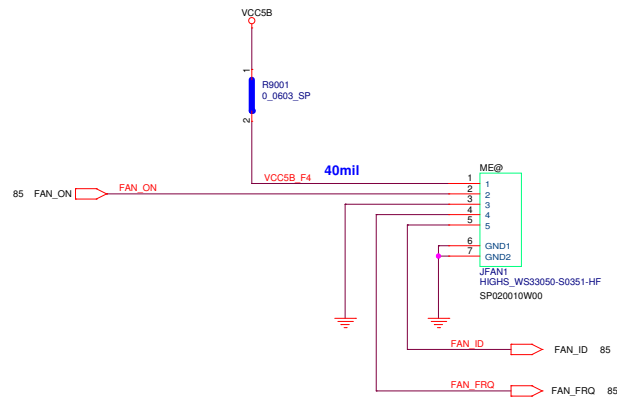 VCC5B
1
R9001
0_0603_SP
2
VCC5B_F4
40mil
ME@
1 1
85 FAN_ON FAN_ON
2 2
3 3
4 4
5 5
6 GND1
7 GND2
JFAN1
HIGHS_WS33050-S0351-HF
SP020010W00
FAN_ID FAN_ID 85
FAN_FRQ FAN_FRQ 85